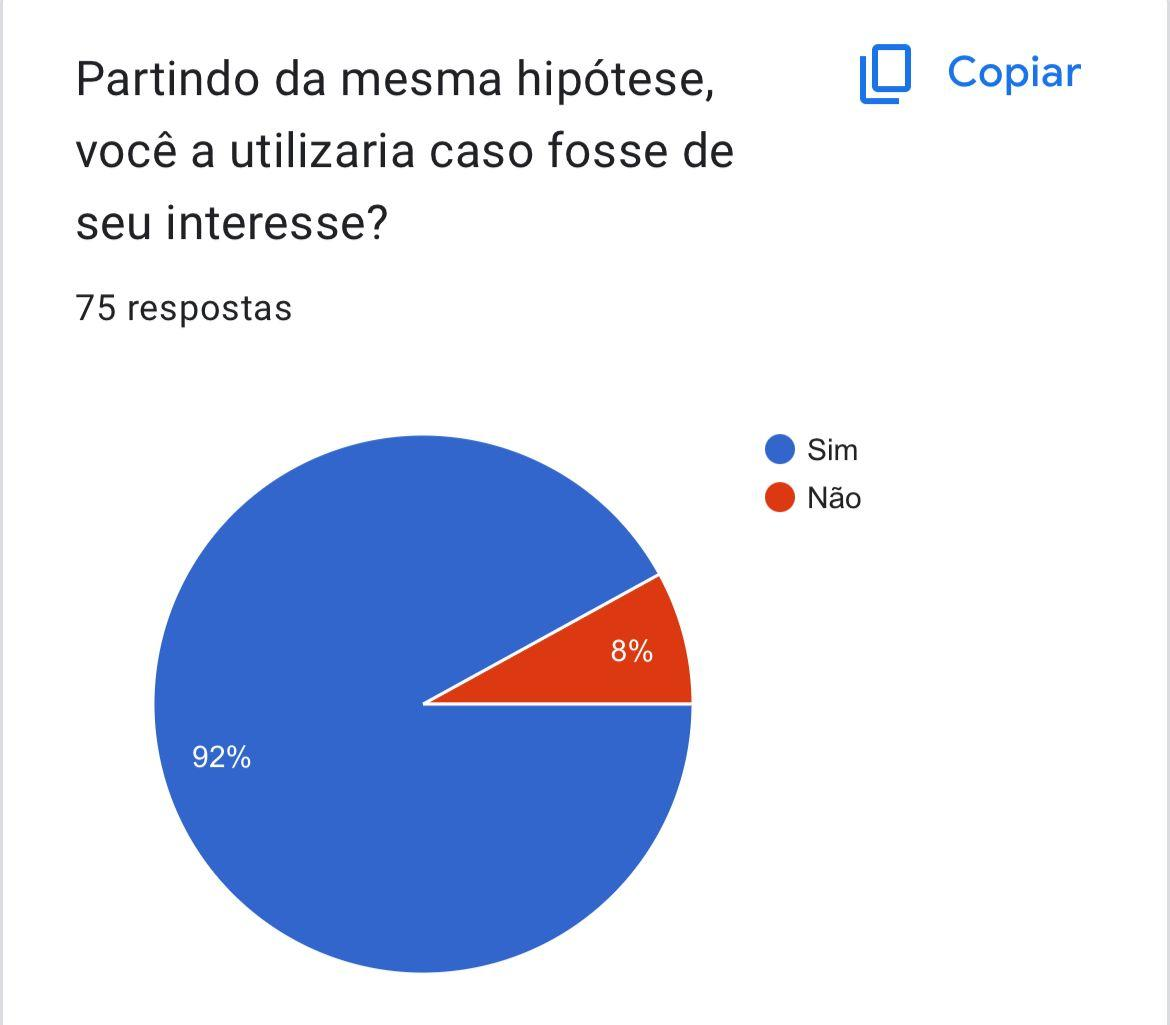 Partindo da mesma hipótese,
você a utilizaria caso fosse de
seu interesse?
Copiar
75 respostas
Sim
Não
8%
92%